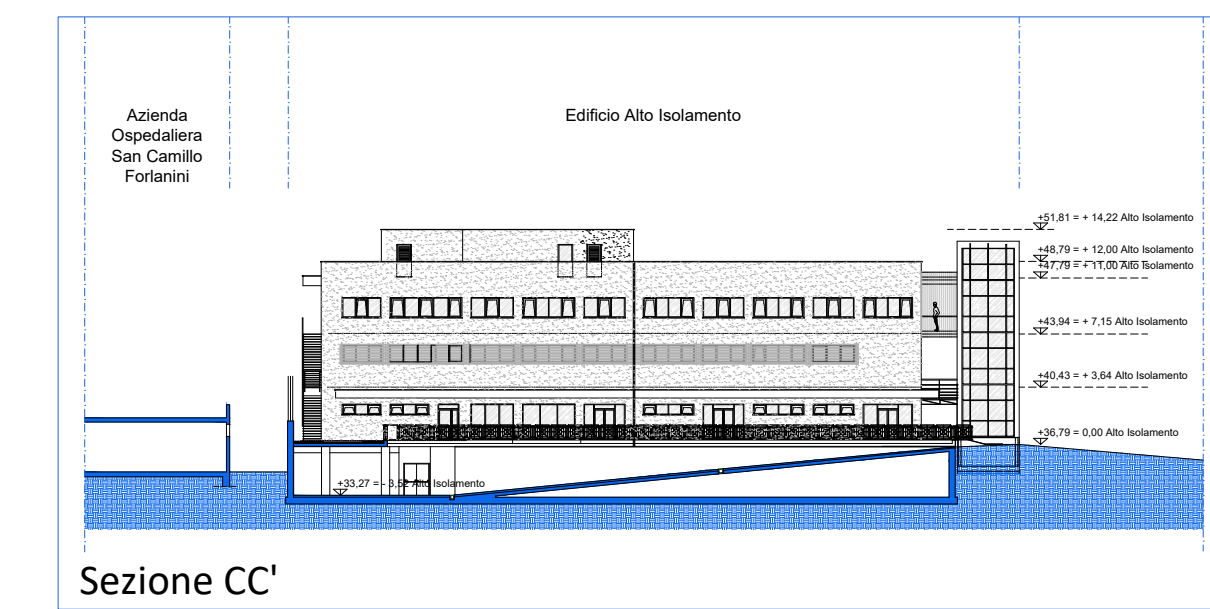 Azienda
Ospedaliera
San Camillo
Forlanini
Edificio Alto Isolamento
+51,81 = + 14,22 Alto Isolamento
+48,79 = + 12,00 Alto Isolamento
+47,79 = + 11,00 Alto Isolamento
+43,94 = + 7,15 Alto Isolamento
+40,43 = + 3,64 Alto Isolamento
+36,79 = 0,00 Alto Isolamento
+33,27 = - 3,52 Alto Isolamento
Sezione CC'